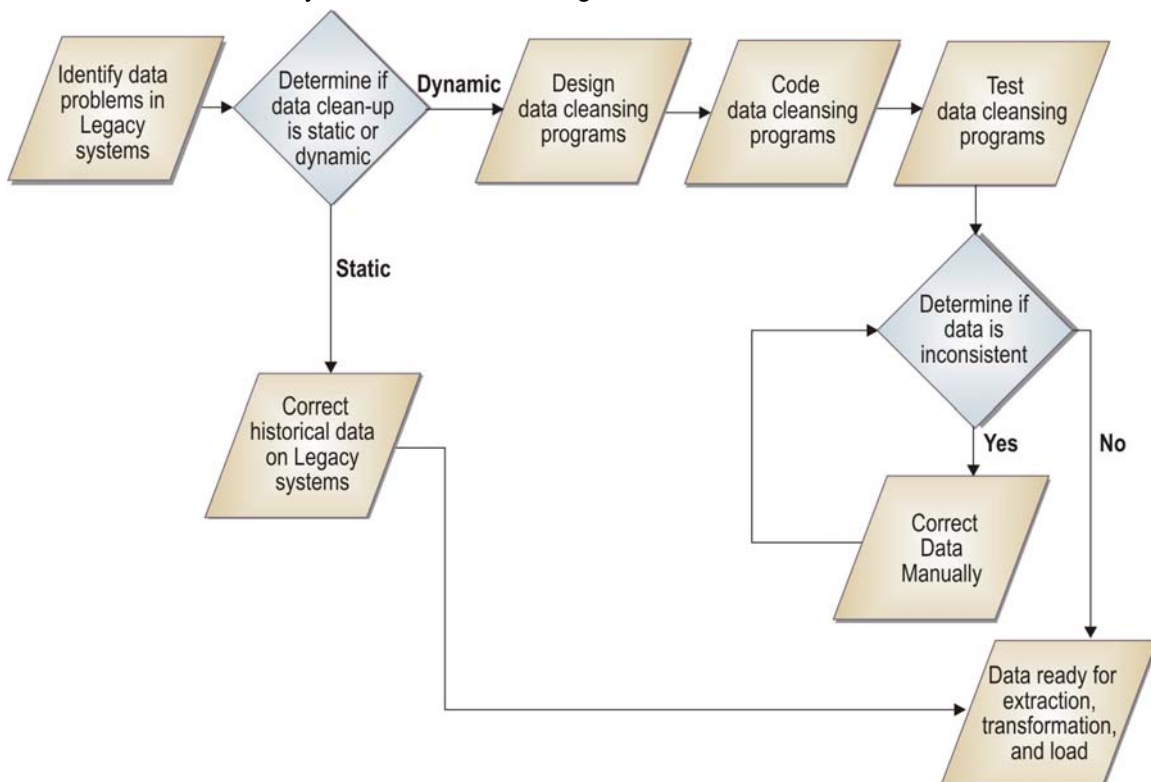 Identify data
problems in
Legacy
systems
Determine if
data clean-up
is static or
dynamic
Dynamic
Design
data cleansing
programs
Code
data cleansing
programs
Test
data cleansing
programs
Static
Correct
historical data
on Legacy
systems
Determine if
data is
inconsistent
Yes
No
Correct
Data
Manually
Data ready for
extraction,
transformation,
and load